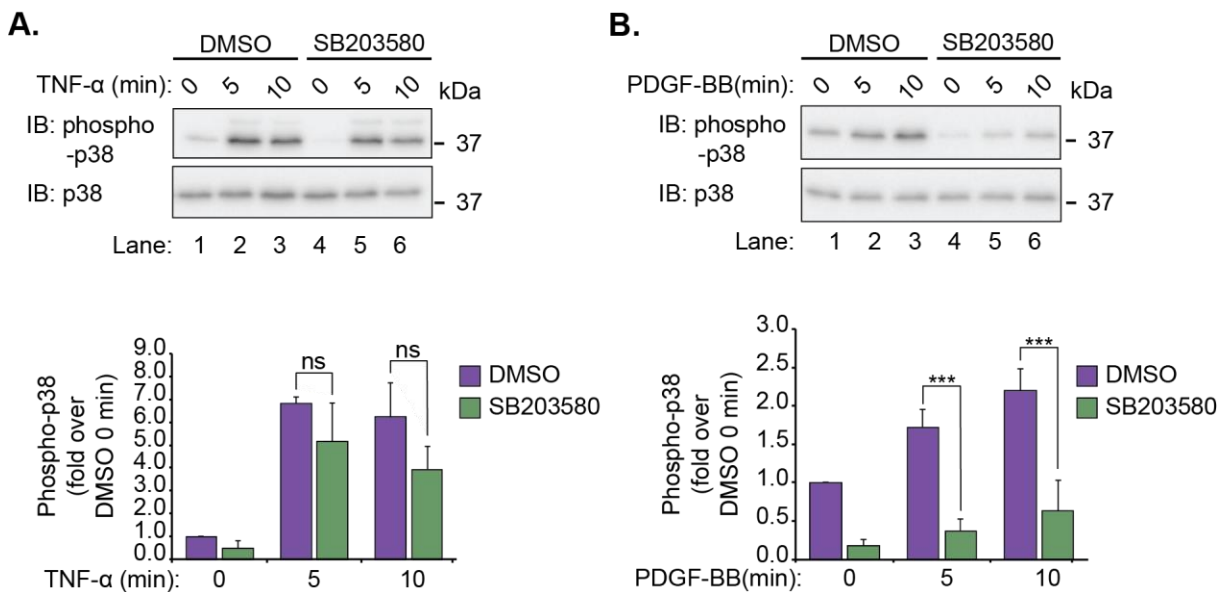 A.
DMSO SB203580
TNF-α (min): 0 5 10 0 5 10 kDa
IB: phospho
-p38
37
IB: p38
37
Lane: 1 2 3 4 5 6
9.0
8.0
7.0
6.0
5.0
4.0
3.0
2.0
1.0
0.0
Phospho-p38
(fold over
DMSO 0 min)
ns
ns
DMSO
SB203580
TNF-α (min): 0 5 10
B.
DMSO SB203580
PDGF-BB(min): 0 5 10 0 5 10 kDa
IB: phospho
-p38
37
IB: p38
37
Lane: 1 2 3 4 5 6
3.0
2.5
2.0
1.5
1.0
0.5
0.0
Phospho-p38
(fold over
DMSO 0 min)
***
***
DMSO
SB203580
PDGF-BB(min): 0 5 10